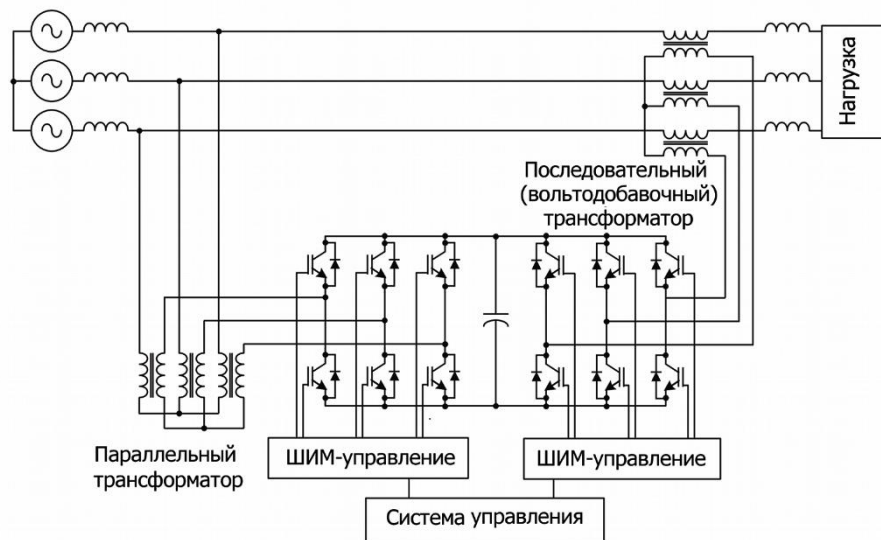 Нагрузка
Последовательный
(вольтодобавочный)
трансформатор
Параллельный
трансформатор
ШИМ-управление
ШИМ-управление
Система управления